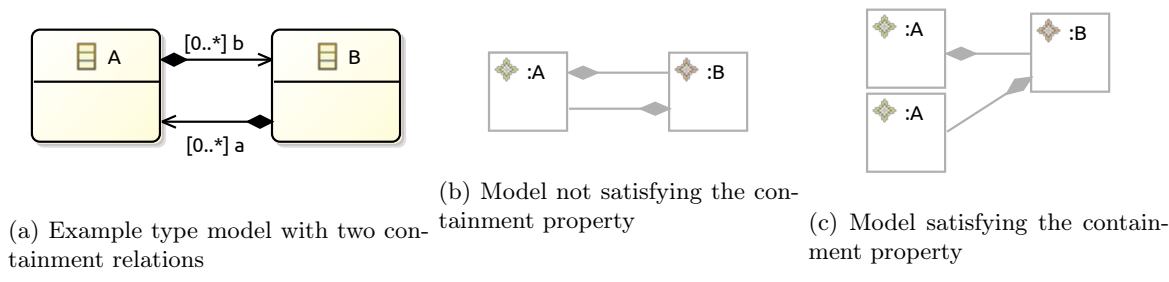 A
[0..*] b
B
[0..*] a
(a) Example type model with two con-
tainment relations
:A
:B
(b) Model not satisfying the con-
tainment property
:A
:B
:A
(c) Model satisfying the contain-
ment property